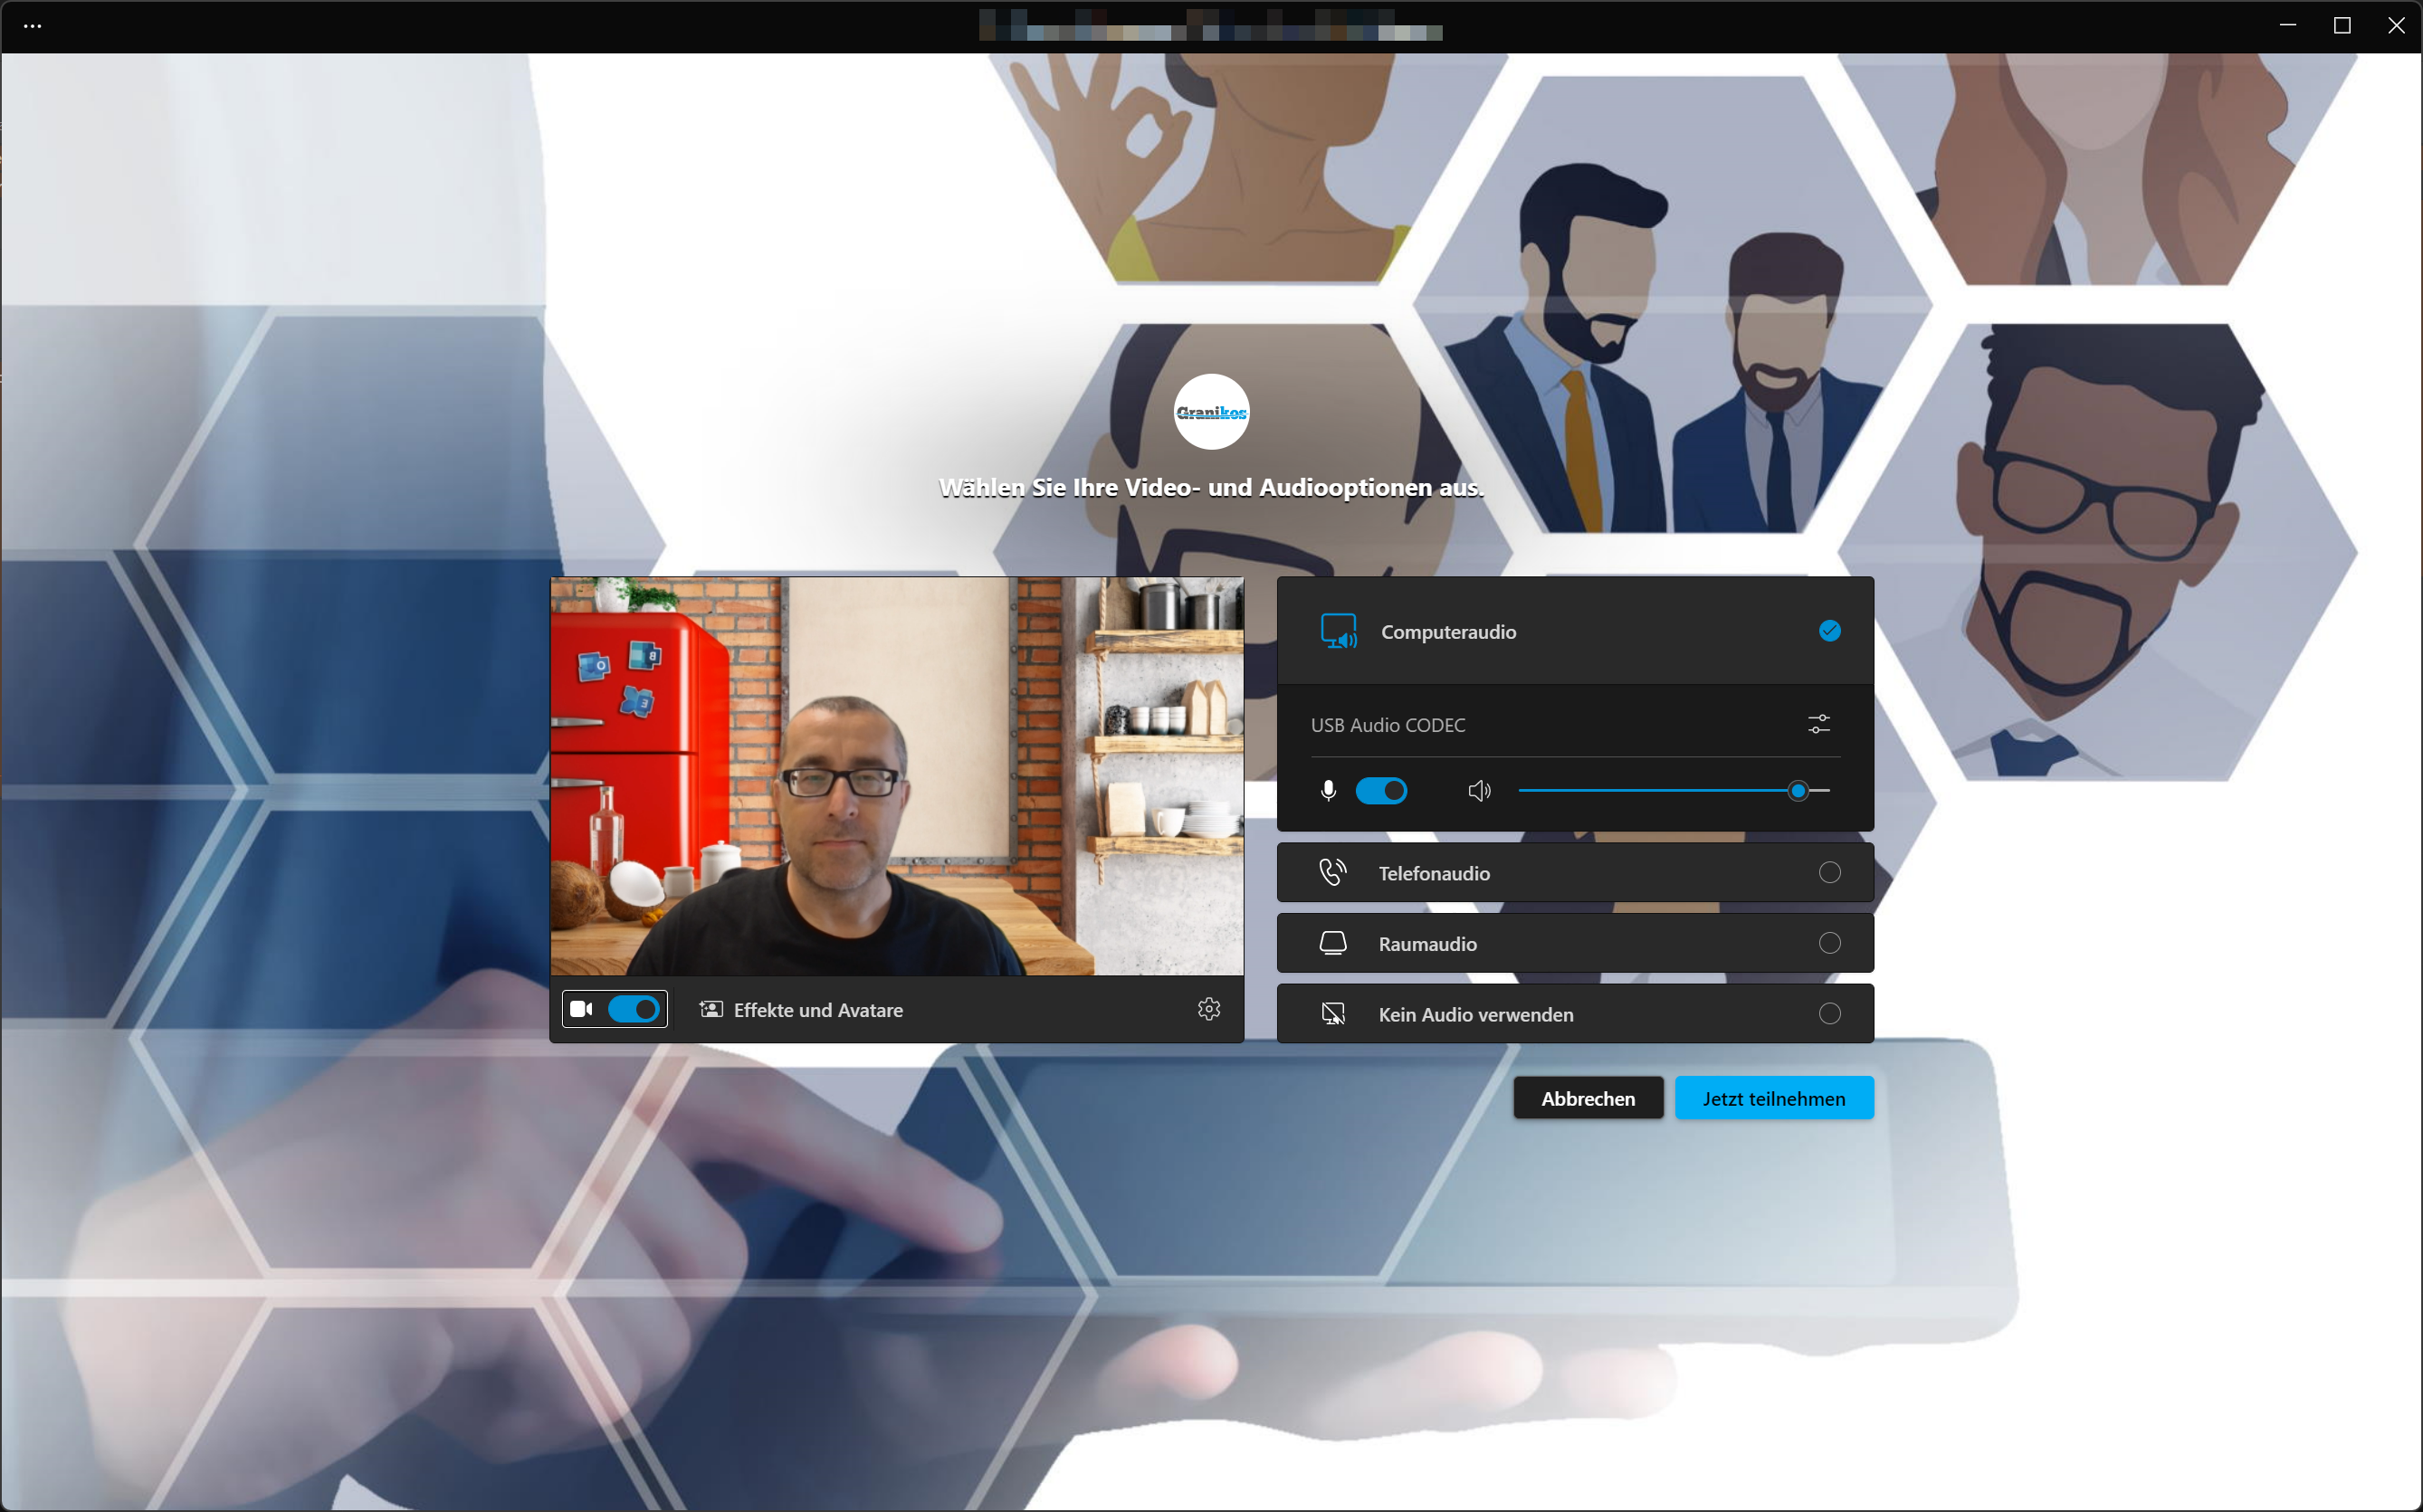 Granikos
Wählen Sie Ihre Video- und Audiooptionen aus.
Computeraudio
USB Audio CODEC
Telefonaudio
Raumaudio
Kein Audio verwenden
Effekte und Avatare
Abbrechen
Jetzt teilnehmen